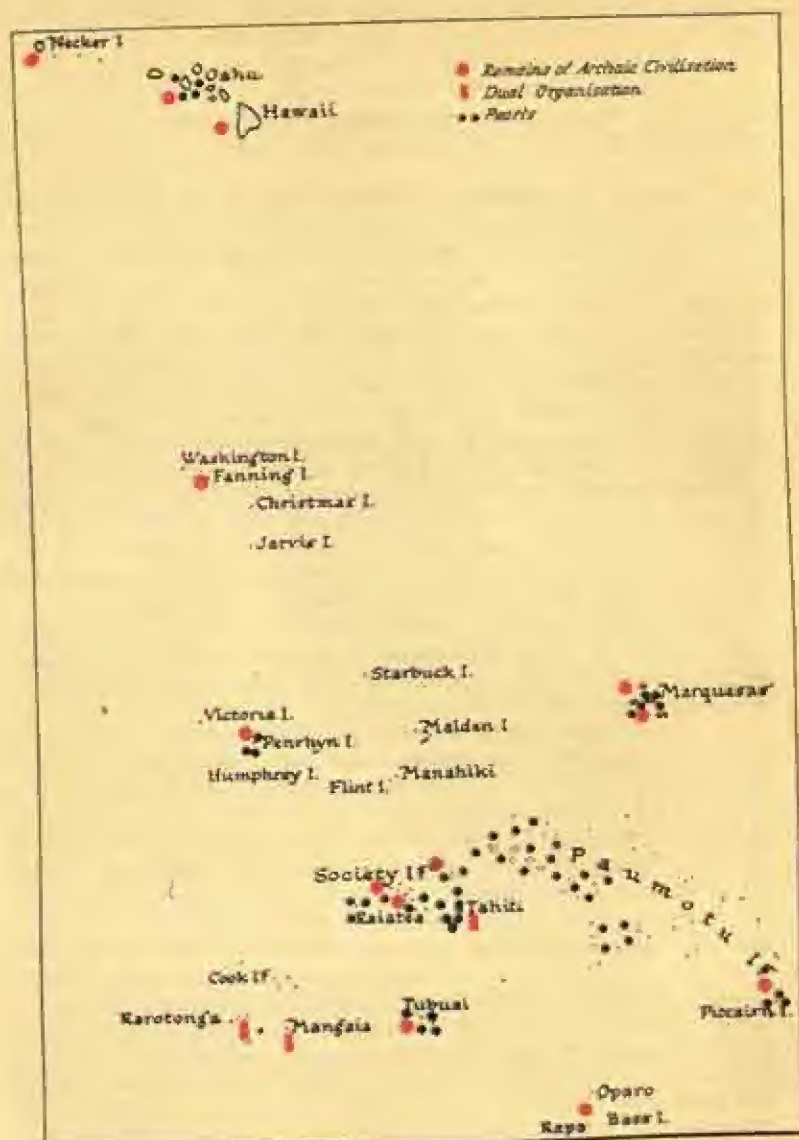 Necker I
Oahu
Hawaii
Remains of Archaic Civilisation
Dual Organisation
Pearls
Washington I.
Fanning I.
Christmas I.
Jarvis I.
Starbuck I.
Marquesas
Victoria I.
Penrhyn I.
Malden I
Humphrey I.
Flint I.
Manahiki
Paumotu Is
Society Is
Raiatea
Tahiti
Cook Is
Rarotonga
Mangaia
Tubuai
Pitcairn I.
Oparo
Rapa
Bass I.